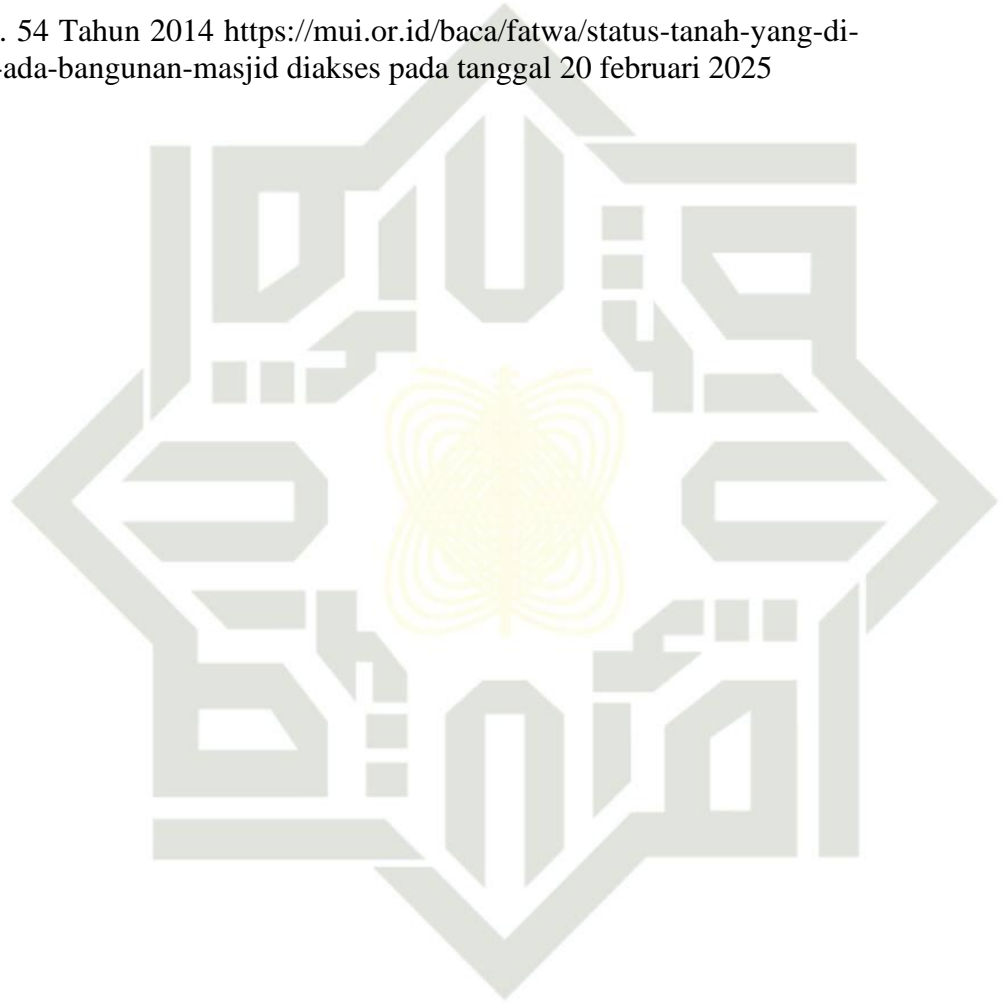 . 54 Tahun 2014 https://mui.or.id/baca/fatwa/status-tanah-yang-di-
-ada-bangunan-masjid diakses pada tanggal 20 februari 2025